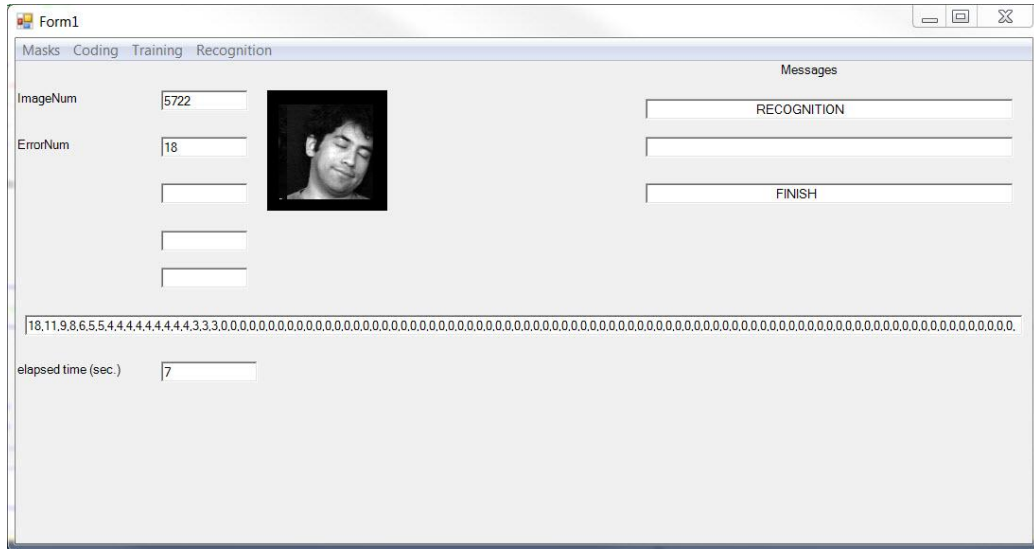 Form1
Masks Coding Training Recognition
Messages
ImageNum 5722
RECOGNITION
ErrorNum 18
FINISH
18,11,9,8,6,5,5,4,4,4,4,4,4,4,4,4,4,3,3,3,0,0,0,0,0,0,0,0,0,0,0,0,0,0,0,0,0,0,0,0,0,0,0,0,0,0,0,0,0,0,0,0,0,0,0,0,0,0,0,0,0,0,0,0,0,0,0,0,0,0,0,0,0,0,0,0,0,0,0,0,0,0,0,0,0,0,0,0,0,0,0,0,0,0,0,0,0,0,0,0,
elapsed time (sec.) 7